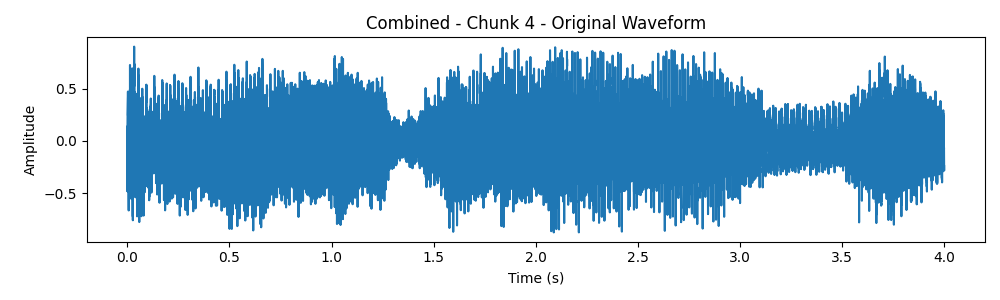 Combined - Chunk 4 - Original Waveform
Amplitude
0.5
0.0
−0.5
0.0 0.5 1.0 1.5 2.0 2.5 3.0 3.5 4.0
Time (s)